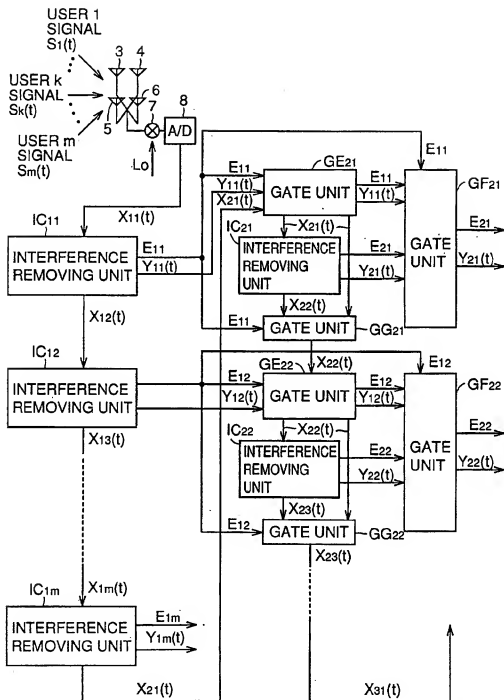 USER 1
SIGNAL
S1(t)
3 4
USER k
SIGNAL
Sk(t)
5 6 7 8
A/D
USER m
SIGNAL
Sm(t)
Lo
X11(t)
IC11
INTERFERENCE
REMOVING UNIT
E11
Y11(t)
X12(t)
IC12
INTERFERENCE
REMOVING UNIT
X13(t)
X1m(t)
IC1m
INTERFERENCE
REMOVING UNIT
E1m
Y1m(t)
X21(t)
E11
Y11(t)
X21(t)
GE21
GATE UNIT
E11
Y11(t)
E11
GF21
GATE
UNIT
IC21
X21(t)
INTERFERENCE
REMOVING
UNIT
E21
Y21(t)
E21
Y21(t)
X22(t)
E11
GATE UNIT
GG21
X22(t)
GE22
E12
Y12(t)
GATE UNIT
E12
Y12(t)
E12
GF22
GATE
UNIT
IC22
X22(t)
INTERFERENCE
REMOVING
UNIT
E22
Y22(t)
E22
Y22(t)
X23(t)
E12
GATE UNIT
GG22
X23(t)
X31(t)